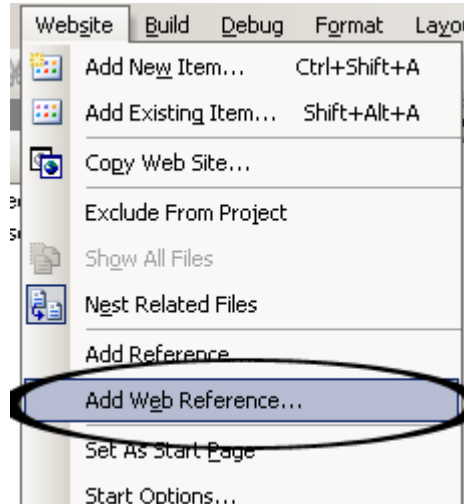 Website Build Debug Format Layou
Add New Item... Ctrl+Shift+A
Add Existing Item... Shift+Alt+A
Copy Web Site...
Exclude From Project
Show All Files
Nest Related Files
Add Reference...
Add Web Reference...
Set As Start Page
Start Options...